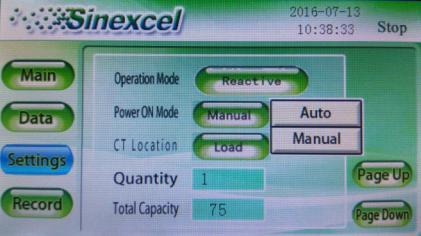 Sinexcel
2016-07-13
10:38:33
Stop
Main
Operation Mode Reactive
Data
Power ON Mode Manual
Auto
Manual
Settings
CT Location Load
Quantity 1
Page Up
Record
Total Capacity 75
Page Down